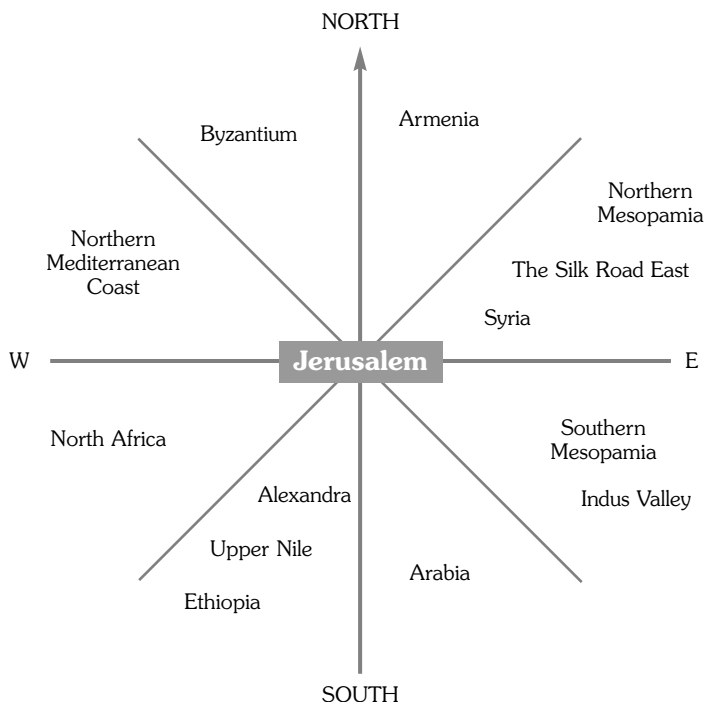 NORTH
Armenia
Byzantium
Northern
Mesopamia
Northern
Mediterranean
Coast
The Silk Road East
Syria
W
Jerusalem
E
North Africa
Southern
Mesopamia
Alexandra
Indus Valley
Upper Nile
Arabia
Ethiopia
SOUTH